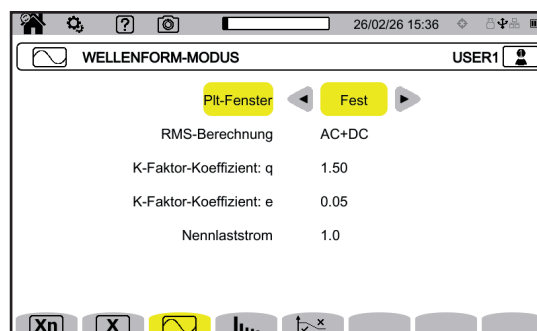 ? 26/02/26 15:36
WELLENFORM-MODUS USER1
Plt-Fenster Fest
RMS-Berechnung AC+DC
K-Faktor-Koeffizient: q 1.50
K-Faktor-Koeffizient: e 0.05
Nennlaststrom 1.0
Xn X